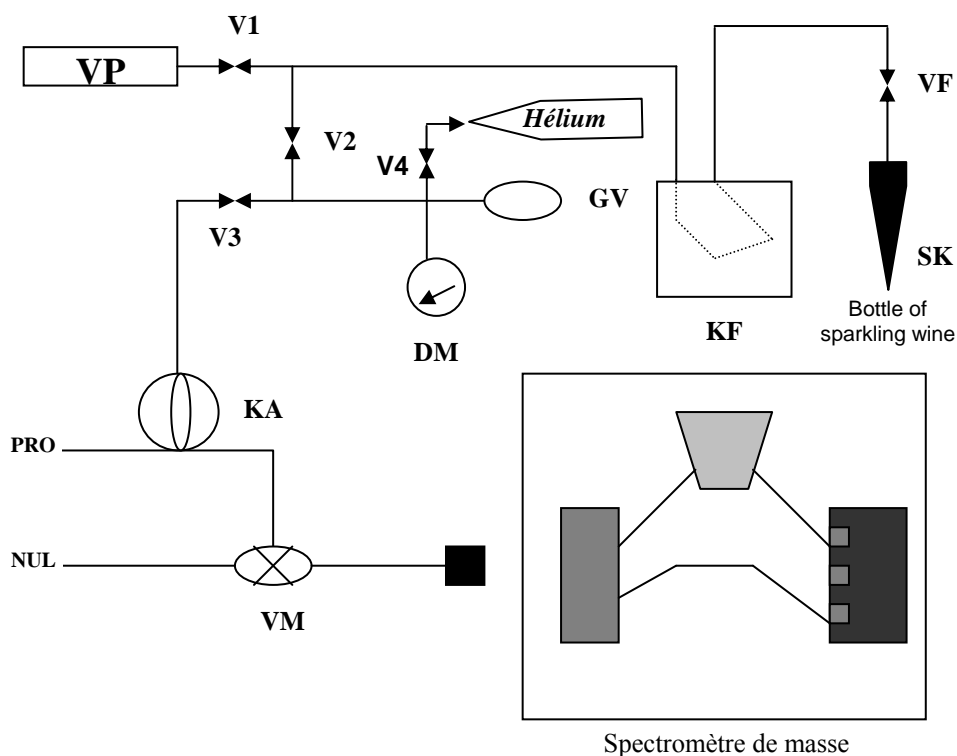 V1
VP
VF
Hélium
V2
V4
GV
V3
SK
Bottle of
sparkling wine
KF
DM
KA
PRO
NUL
VM
Spectromètre de masse